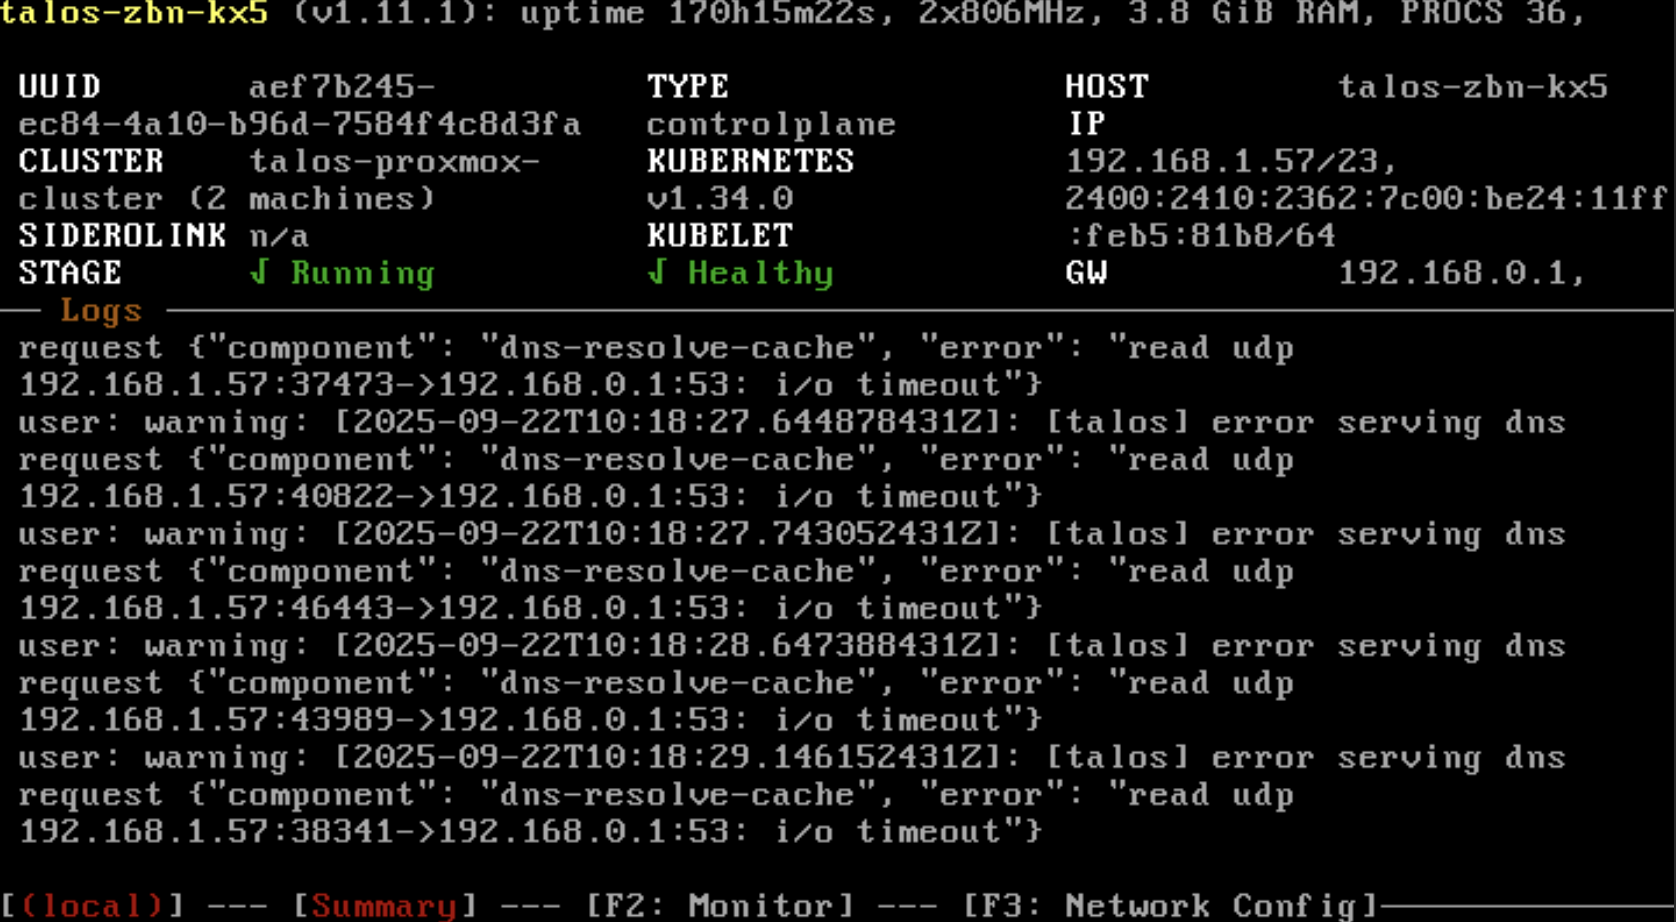 talos-zbn-kx5 (v1.11.1): uptime 170h15m22s, 2x806MHz, 3.8 GiB RAM, PROCS 36,
UUID aef7b245- TYPE HOST talos-zbn-kx5
ec84-4a10-b96d-7584f4c8d3fa controlplane IP
CLUSTER talos-proxmox- KUBERNETES 192.168.1.57/23,
cluster (2 machines) v1.34.0 2400:2410:2362:7c00:be24:11ff
SIDEROLINK n/a KUBELET :feb5:81b8/64
STAGE √ Running √ Healthy GW 192.168.0.1,
Logs
request {"component": "dns-resolve-cache", "error": "read udp
192.168.1.57:37473->192.168.0.1:53: i/o timeout"}
user: warning: [2025-09-22T10:18:27.644878431Z]: [talos] error serving dns
request {"component": "dns-resolve-cache", "error": "read udp
192.168.1.57:40822->192.168.0.1:53: i/o timeout"}
user: warning: [2025-09-22T10:18:27.743052431Z]: [talos] error serving dns
request {"component": "dns-resolve-cache", "error": "read udp
192.168.1.57:46443->192.168.0.1:53: i/o timeout"}
user: warning: [2025-09-22T10:18:28.647388431Z]: [talos] error serving dns
request {"component": "dns-resolve-cache", "error": "read udp
192.168.1.57:43989->192.168.0.1:53: i/o timeout"}
user: warning: [2025-09-22T10:18:29.146152431Z]: [talos] error serving dns
request {"component": "dns-resolve-cache", "error": "read udp
192.168.1.57:38341->192.168.0.1:53: i/o timeout"}
[(local)] --- [Summary] --- [F2: Monitor] --- [F3: Network Config]